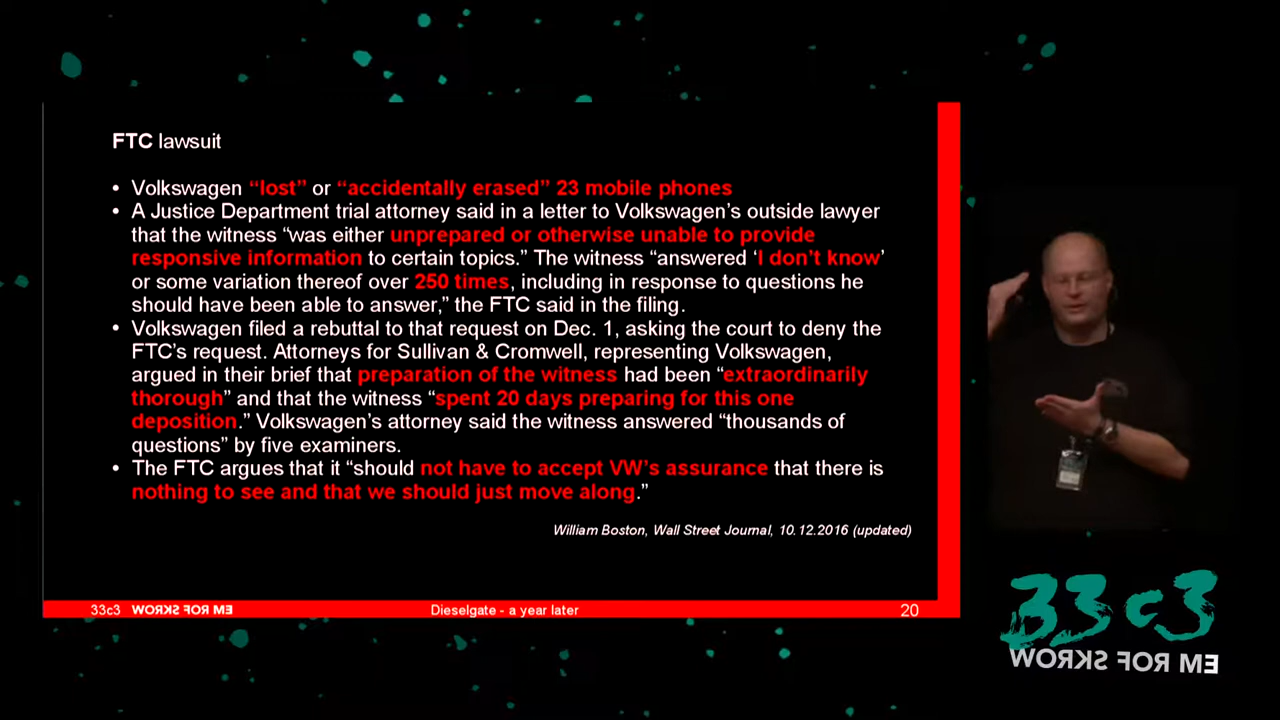 FTC lawsuit
• Volkswagen “lost” or “accidentally erased” 23 mobile phones
• A Justice Department trial attorney said in a letter to Volkswagen’s outside lawyer
that the witness “was either unprepared or otherwise unable to provide
responsive information to certain topics.” The witness “answered ‘I don’t know’
or some variation thereof over 250 times, including in response to questions he
should have been able to answer,” the FTC said in the filing.
• Volkswagen filed a rebuttal to that request on Dec. 1, asking the court to deny the
FTC’s request. Attorneys for Sullivan & Cromwell, representing Volkswagen,
argued in their brief that preparation of the witness had been “extraordinarily
thorough” and that the witness “spent 20 days preparing for this one
deposition.” Volkswagen’s attorney said the witness answered “thousands of
questions” by five examiners.
• The FTC argues that it “should not have to accept VW’s assurance that there is
nothing to see and that we should just move along.”
William Boston, Wall Street Journal, 10.12.2016 (updated)
33c3 WORKS FOR ME Dieselgate - a year later 20
33c3
WORKS FOR ME